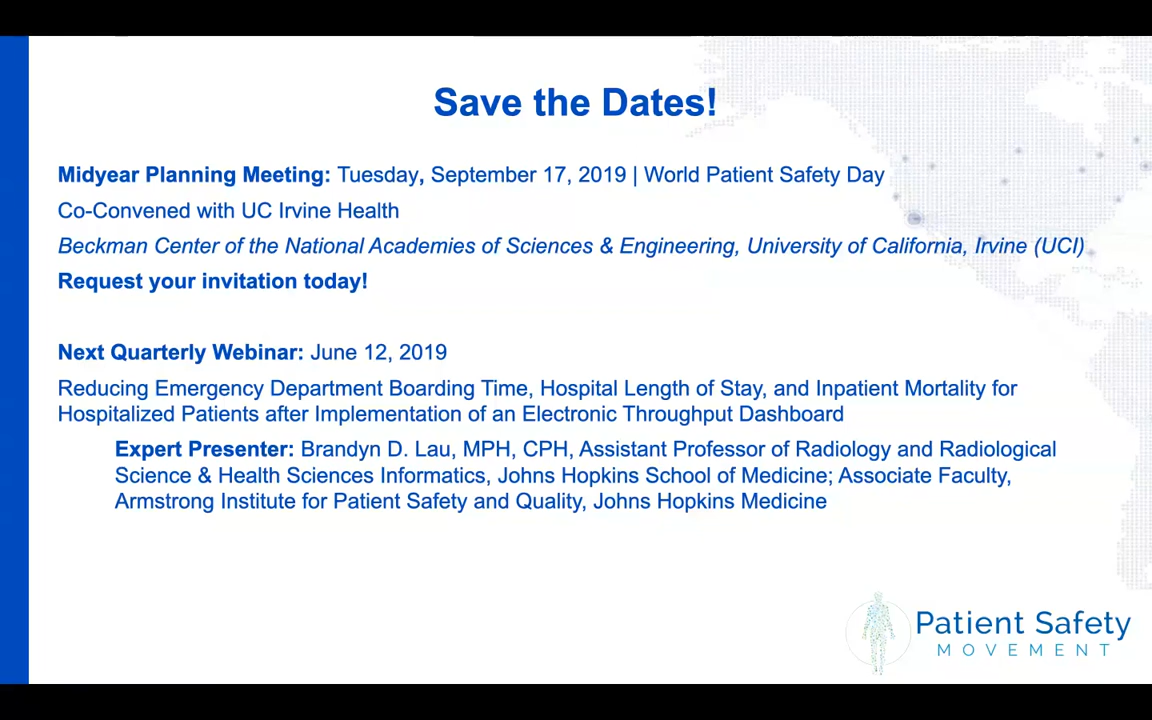 Save the Dates!
Midyear Planning Meeting: Tuesday, September 17, 2019 | World Patient Safety Day
Co-Convened with UC Irvine Health
Beckman Center of the National Academies of Sciences & Engineering, University of California, Irvine (UCI)
Request your invitation today!
Next Quarterly Webinar: June 12, 2019
Reducing Emergency Department Boarding Time, Hospital Length of Stay, and Inpatient Mortality for
Hospitalized Patients after Implementation of an Electronic Throughput Dashboard
Expert Presenter: Brandyn D. Lau, MPH, CPH, Assistant Professor of Radiology and Radiological
Science & Health Sciences Informatics, Johns Hopkins School of Medicine; Associate Faculty,
Armstrong Institute for Patient Safety and Quality, Johns Hopkins Medicine
Patient Safety
MOVEMENT